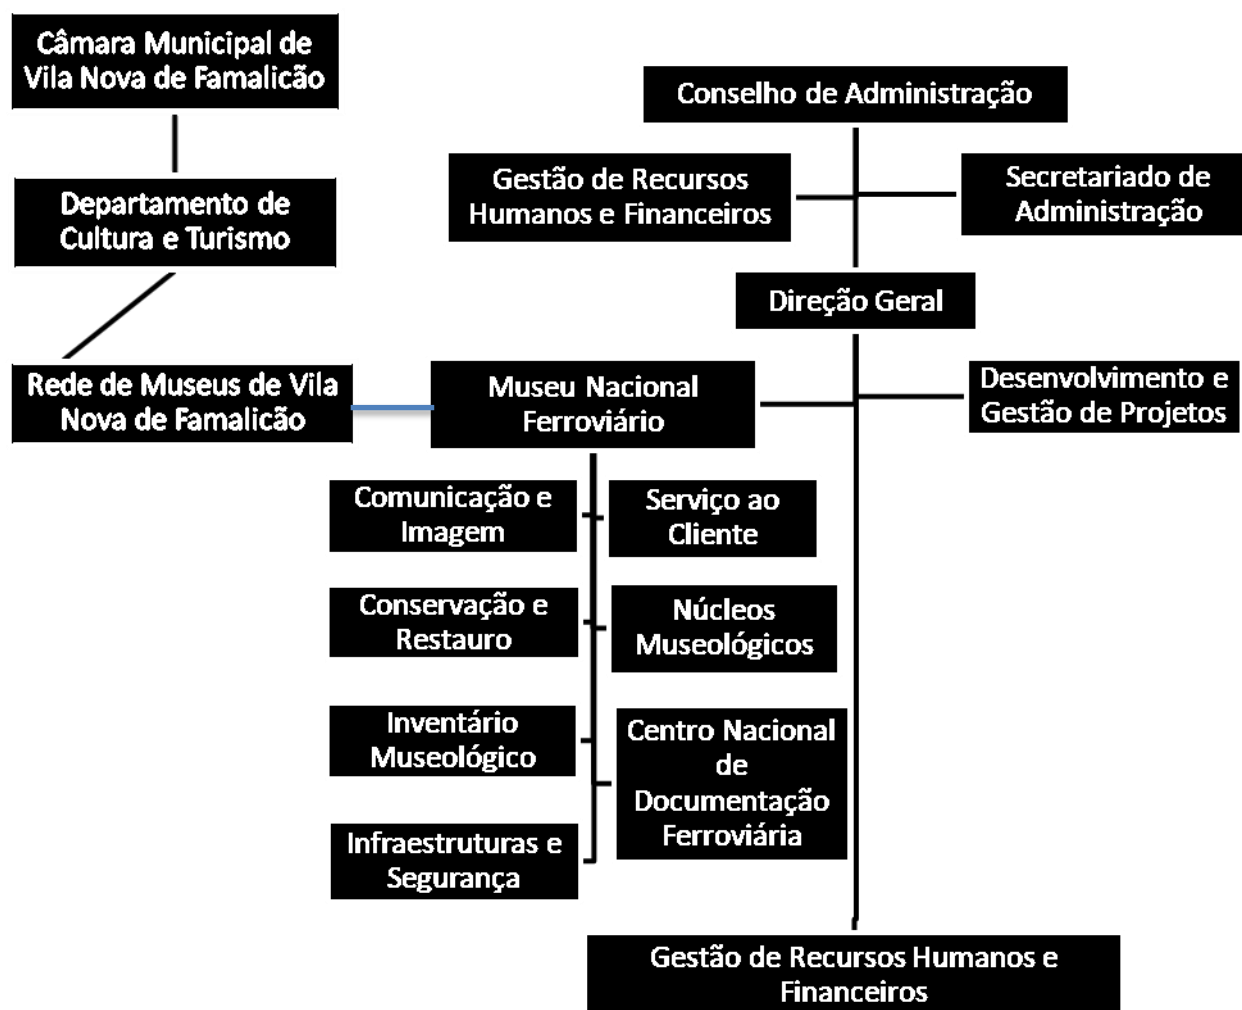 Câmara Municipal de
Vila Nova de Famalicão
Conselho de Administração
Gestão de Recursos
Humanos e Financeiros
Secretariado de
Administração
Departamento de
Cultura e Turismo
Direção Geral
Rede de Museus de Vila
Nova de Famalicão
Museu Nacional
Ferroviário
Desenvolvimento e
Gestão de Projetos
Comunicação e
Imagem
Serviço ao
Cliente
Conservação e
Restauro
Núcleos
Museológicos
Inventário
Museológico
Centro Nacional
de
Documentação
Ferroviária
Infraestruturas e
Segurança
Gestão de Recursos Humanos e
Financeiros